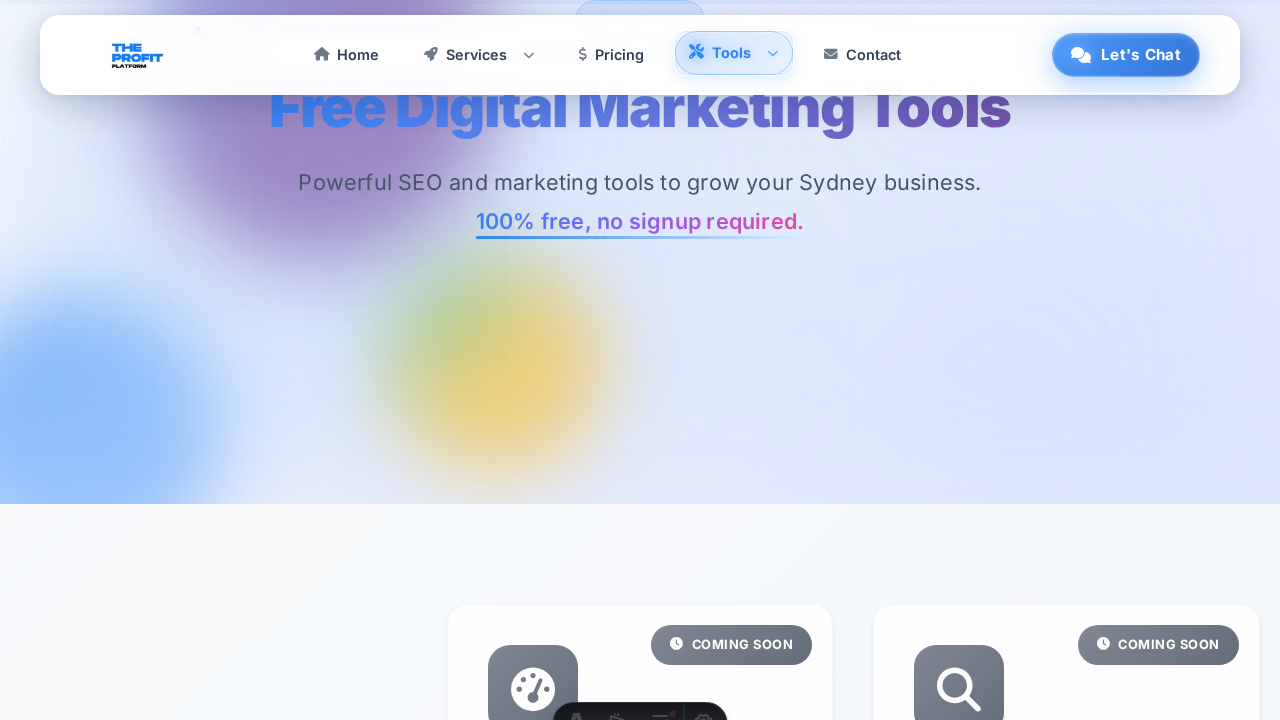 THE
PROFIT
PLATFORM
Home
Services
Pricing
Tools
Contact
Let's Chat
Free Digital Marketing Tools
Powerful SEO and marketing tools to grow your Sydney business.
100% free, no signup required.
COMING SOON
COMING SOON